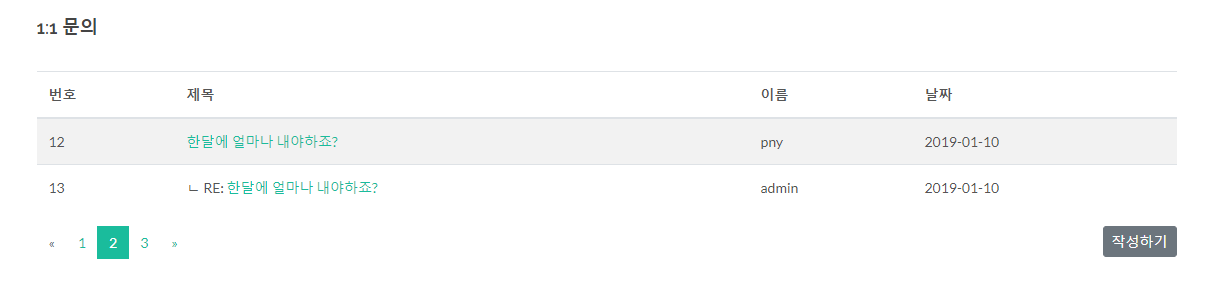 1:1 문의
번호 제목 이름 날짜
12 한달에 얼마나 내야하죠? pny 2019-01-10
13 ㄴ RE: 한달에 얼마나 내야하죠? admin 2019-01-10
« 1 2 3 » 작성하기